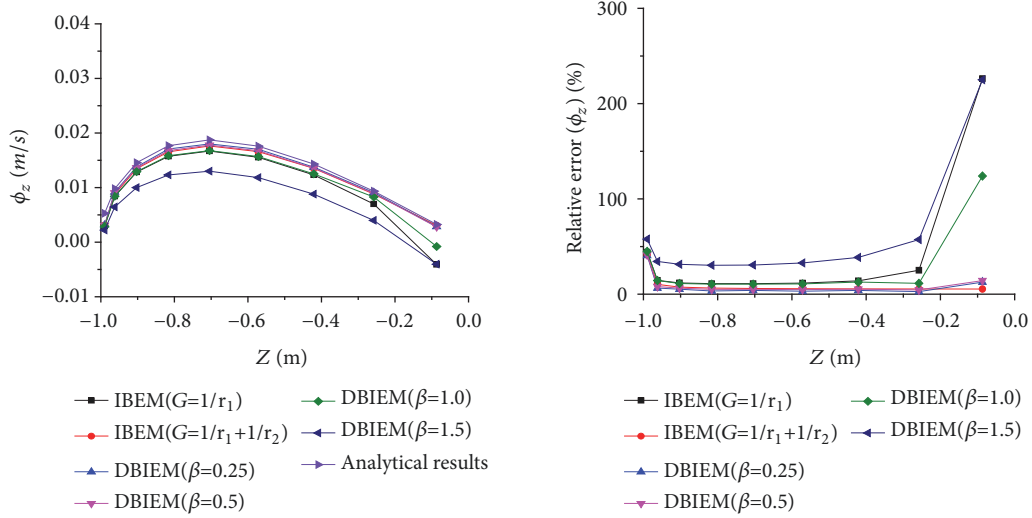 0.04
0.03
0.02
0.01
0.00
−0.01
ϕz (m/s)
−1.0 −0.8 −0.6 −0.4 −0.2 0.0
Z (m)
IBEM(G=1/r1)
IBEM(G=1/r1+1/r2)
DBIEM(β=0.25)
DBIEM(β=0.5)
DBIEM(β=1.0)
DBIEM(β=1.5)
Analytical results
300
200
100
0
Relative error (ϕz) (%)
−1.0 −0.8 −0.6 −0.4 −0.2 0.0
Z (m)
IBEM(G=1/r1)
IBEM(G=1/r1+1/r2)
DBIEM(β=0.25)
DBIEM(β=0.5)
DBIEM(β=1.0)
DBIEM(β=1.5)